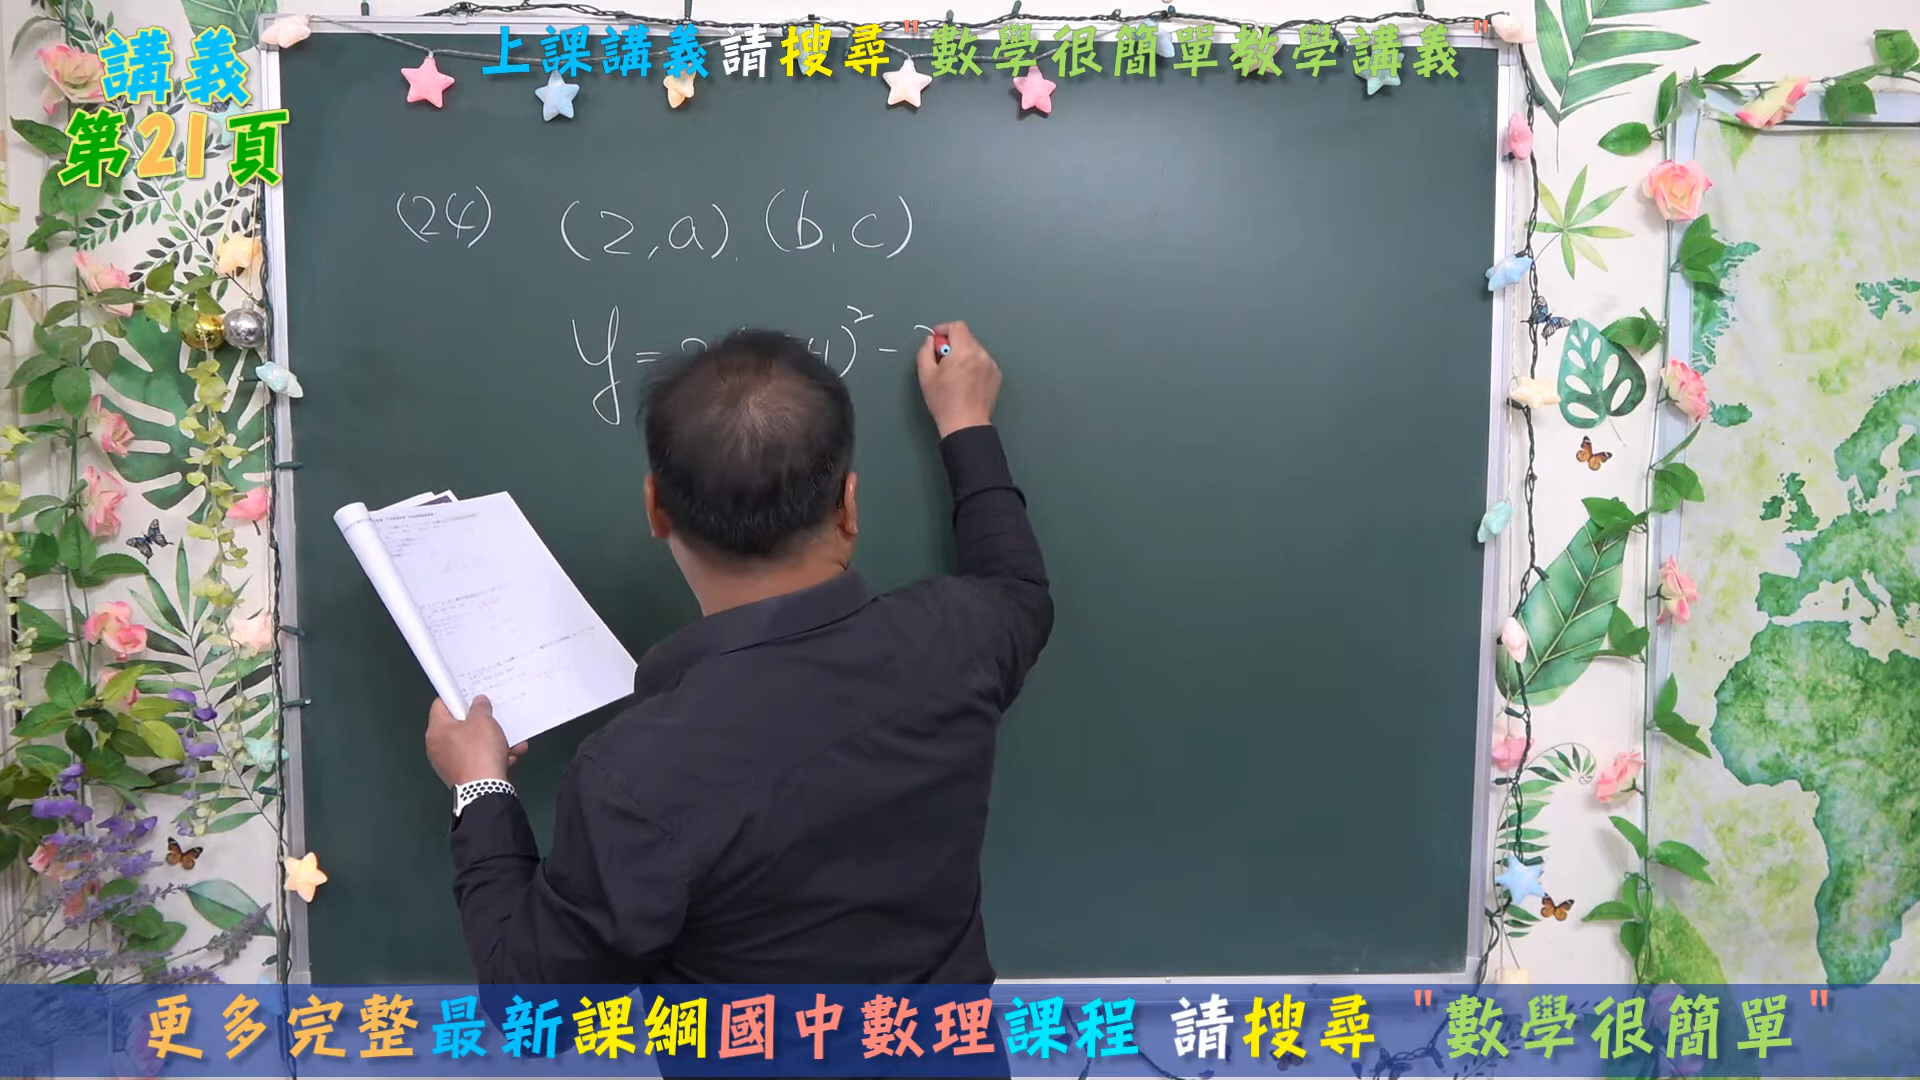 上課講義請搜尋"數學很簡單教學講義"
講義
第21頁
(24) (2,a). (b,c)
y=
4)² -
更多完整最新課綱國中數理課程 請搜尋 "數學很簡單"